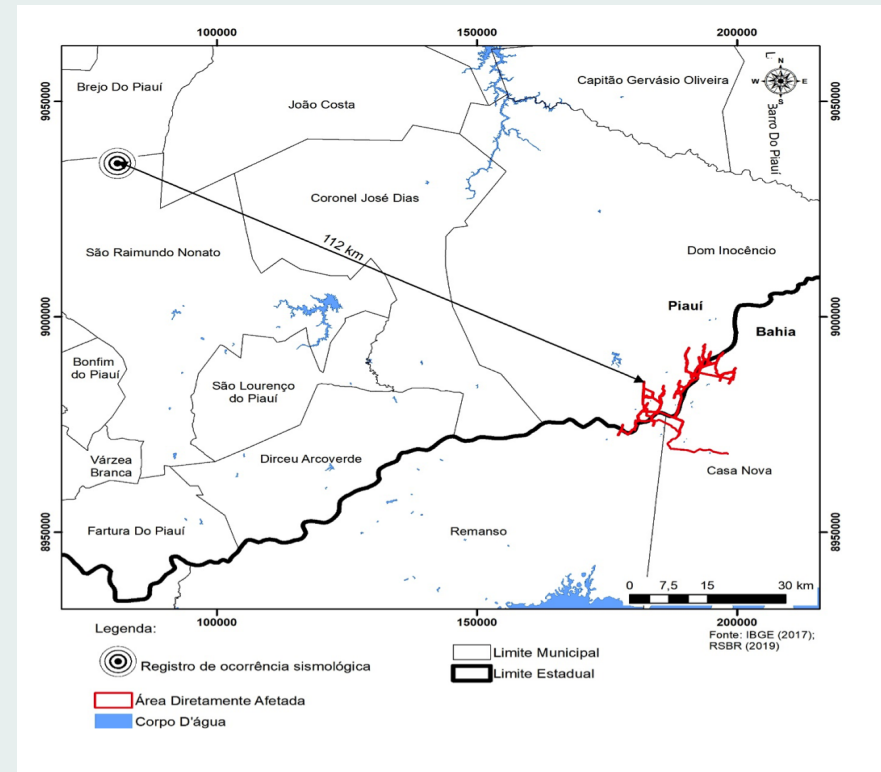 100000
150000
200000
L
N
W
E
S
Brejo Do Piauí
João Costa
Capitão Gervásio Oliveira
Barro Do Piauí
9050000
9050000
Coronel José Dias
São Raimundo Nonato
112 km
Dom Inocêncio
Piauí
Bahia
9000000
9000000
Bonfim
do Piauí
São Lourenço
do Piauí
Várzea
Branca
Dirceu Arcoverde
Casa Nova
Fartura Do Piauí
Remanso
8950000
8950000
0 7,5 15 30 km
100000
150000
200000
Fonte: IBGE (2017);
RSBR (2019)
Legenda:
Registro de ocorrência sismológica
Área Diretamente Afetada
Corpo D'água
Limite Municipal
Limite Estadual